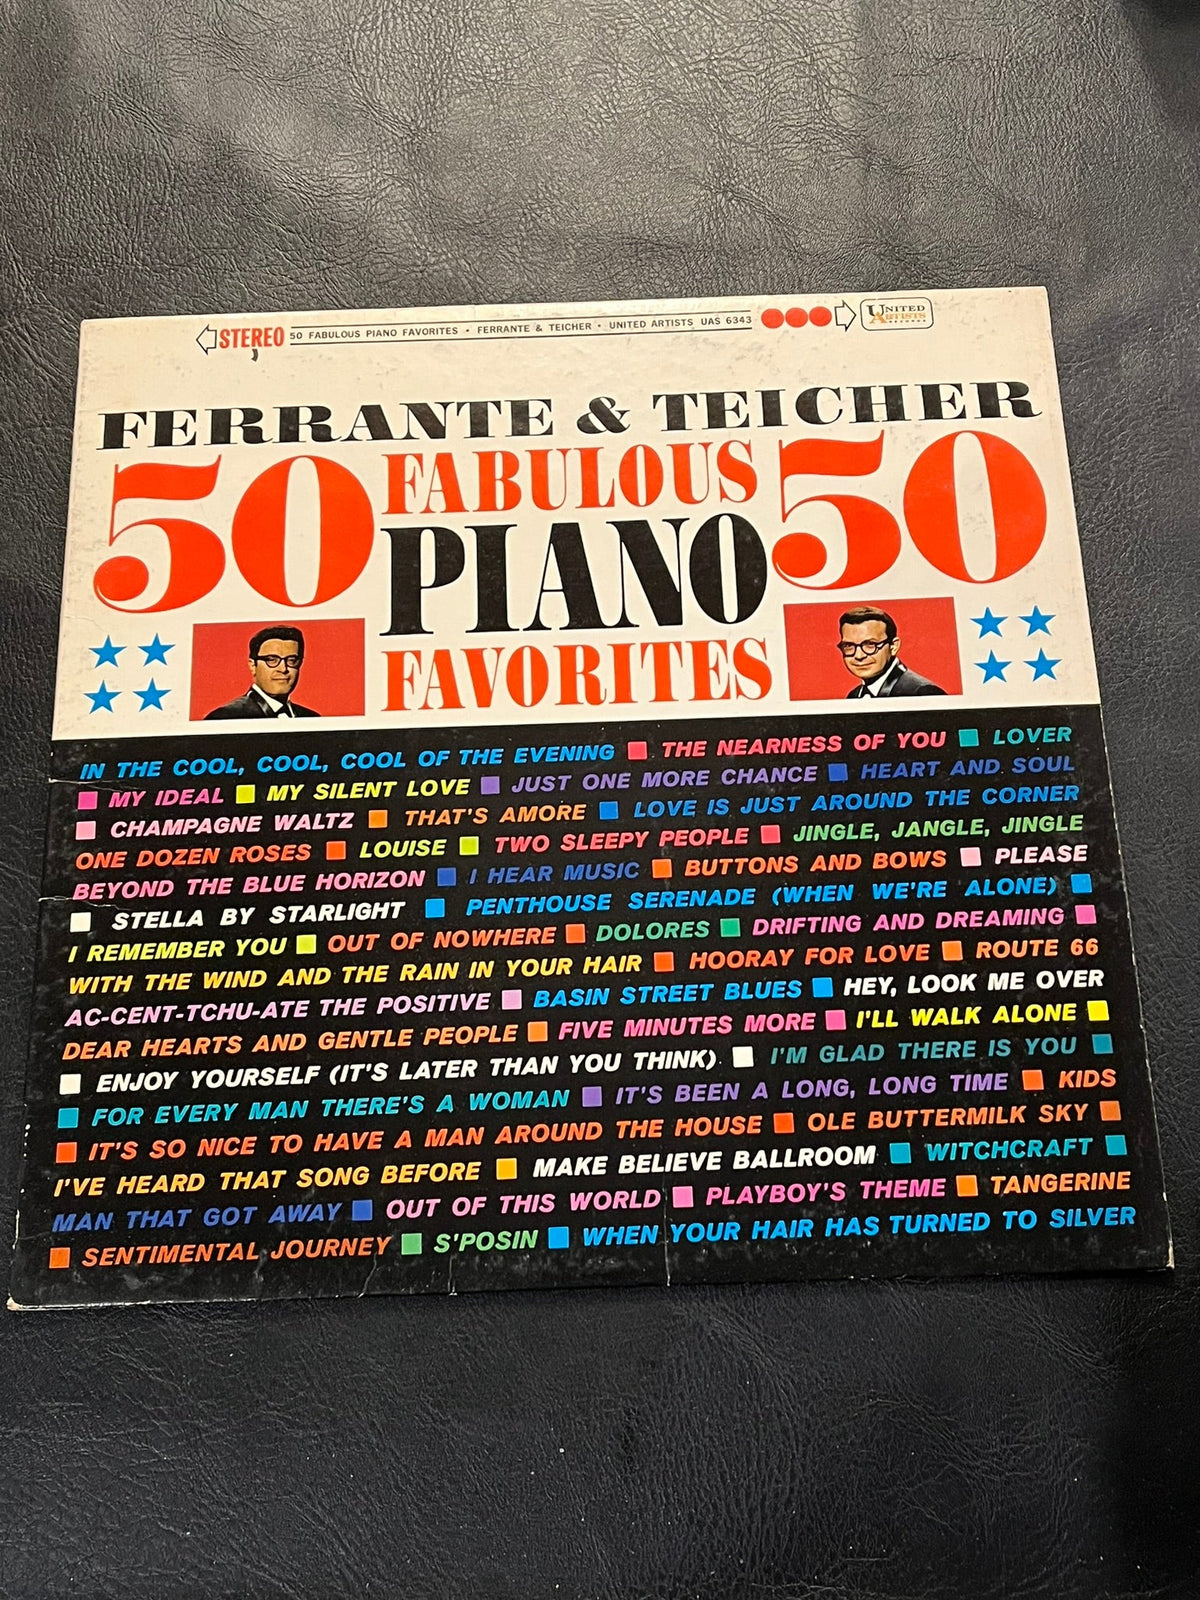 STEREO 50 FABULOUS PIANO FAVORITES • FERRANTE & TEICHER • UNITED ARTISTS UAS 6343 UNITED ARTISTS RECORDS
FERRANTE & TEICHER
50 FABULOUS 50
PIANO
FAVORITES
IN THE COOL, COOL, COOL OF THE EVENING ■ THE NEARNESS OF YOU ■ LOVER
■ MY IDEAL ■ MY SILENT LOVE ■ JUST ONE MORE CHANCE ■ HEART AND SOUL
■ CHAMPAGNE WALTZ ■ THAT'S AMORE ■ LOVE IS JUST AROUND THE CORNER
ONE DOZEN ROSES ■ LOUISE ■ TWO SLEEPY PEOPLE ■ JINGLE, JANGLE, JINGLE
BEYOND THE BLUE HORIZON ■ I HEAR MUSIC ■ BUTTONS AND BOWS ■ PLEASE
■ STELLA BY STARLIGHT ■ PENTHOUSE SERENADE (WHEN WE'RE ALONE) ■
I REMEMBER YOU ■ OUT OF NOWHERE ■ DOLORES ■ DRIFTING AND DREAMING ■
WITH THE WIND AND THE RAIN IN YOUR HAIR ■ HOORAY FOR LOVE ■ ROUTE 66
AC-CENT-TCHU-ATE THE POSITIVE ■ BASIN STREET BLUES ■ HEY, LOOK ME OVER
DEAR HEARTS AND GENTLE PEOPLE ■ FIVE MINUTES MORE ■ I'LL WALK ALONE ■
■ ENJOY YOURSELF (IT'S LATER THAN YOU THINK) ■ I'M GLAD THERE IS YOU ■
■ FOR EVERY MAN THERE'S A WOMAN ■ IT'S BEEN A LONG, LONG TIME ■ KIDS
■ IT'S SO NICE TO HAVE A MAN AROUND THE HOUSE ■ OLE BUTTERMILK SKY ■
I'VE HEARD THAT SONG BEFORE ■ MAKE BELIEVE BALLROOM ■ WITCHCRAFT ■
MAN THAT GOT AWAY ■ OUT OF THIS WORLD ■ PLAYBOY'S THEME ■ TANGERINE
■ SENTIMENTAL JOURNEY ■ S'POSIN ■ WHEN YOUR HAIR HAS TURNED TO SILVER